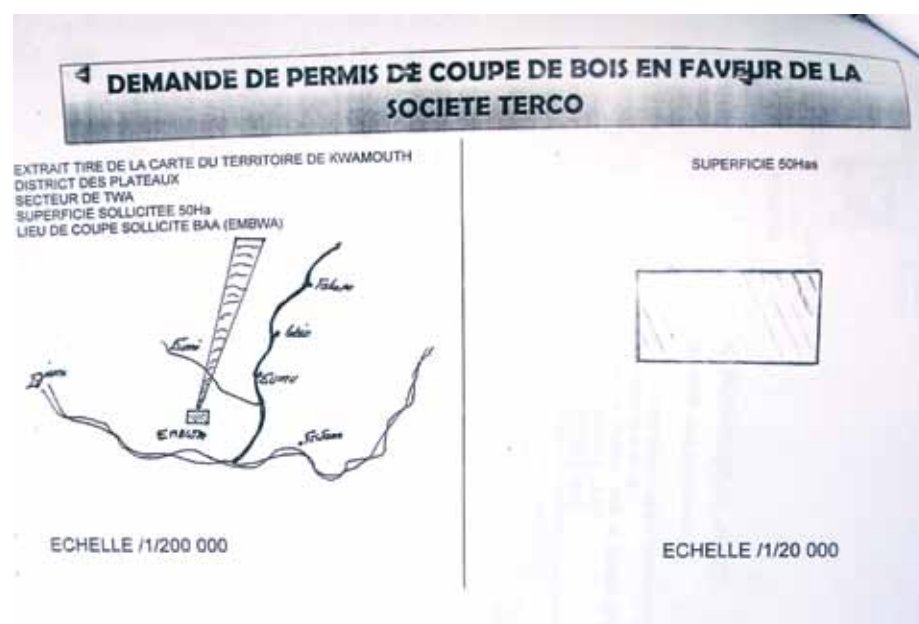 DEMANDE DE PERMIS DE COUPE DE BOIS EN FAVEUR DE LA
SOCIETE TERCO
EXTRAIT TIRE DE LA CARTE DU TERRITOIRE DE KWAMOUTH
DISTRICT DES PLATEAUX
SECTEUR DE TWA
SUPERFICIE SOLLICITEE 50Ha
LIEU DE COUPE SOLLICITE BAA (EMBWA)
EMBWA
ECHELLE /1/200 000
SUPERFICIE 50Has
ECHELLE /1/20 000